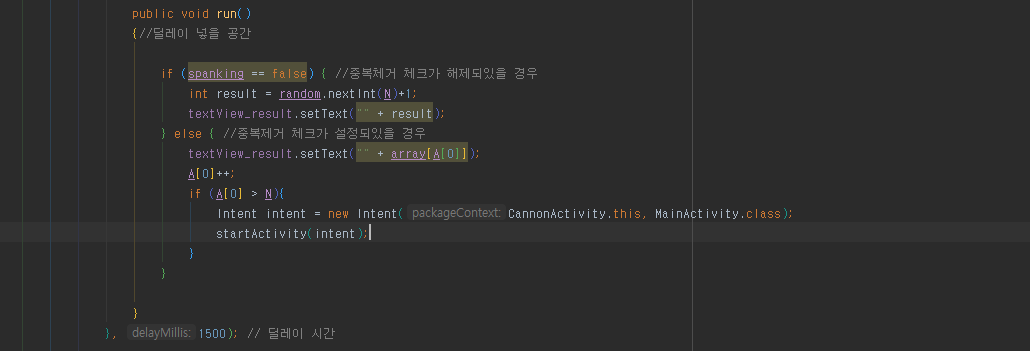 public void run()
{//딜레이 넣을 공간
if (spanking == false) { //중복체거 체크가 해제되있을 경우
int result = random.nextInt(N)+1;
textView_result.setText("" + result);
} else { //중복제거 체크가 설정되있을 경우
textView_result.setText("" + array[A[0]]);
A[0]++;
if (A[0] > N){
Intent intent = new Intent( packageContext: CannonActivity.this, MainActivity.class);
startActivity(intent);
}
}
}
}, delayMillis: 1500); // 딜레이 시간